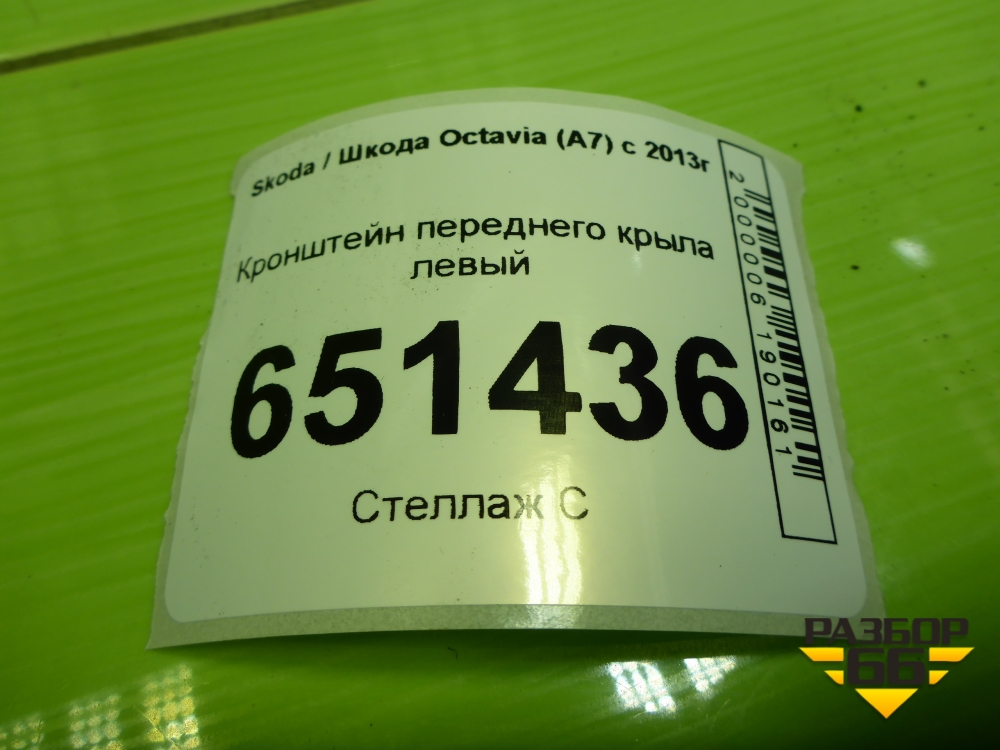 Skoda / Шкода Octavia (A7) с 2013г
Кронштейн переднего крыла
левый
651436
Стеллаж С
2000006190161
РАЗБОР
66